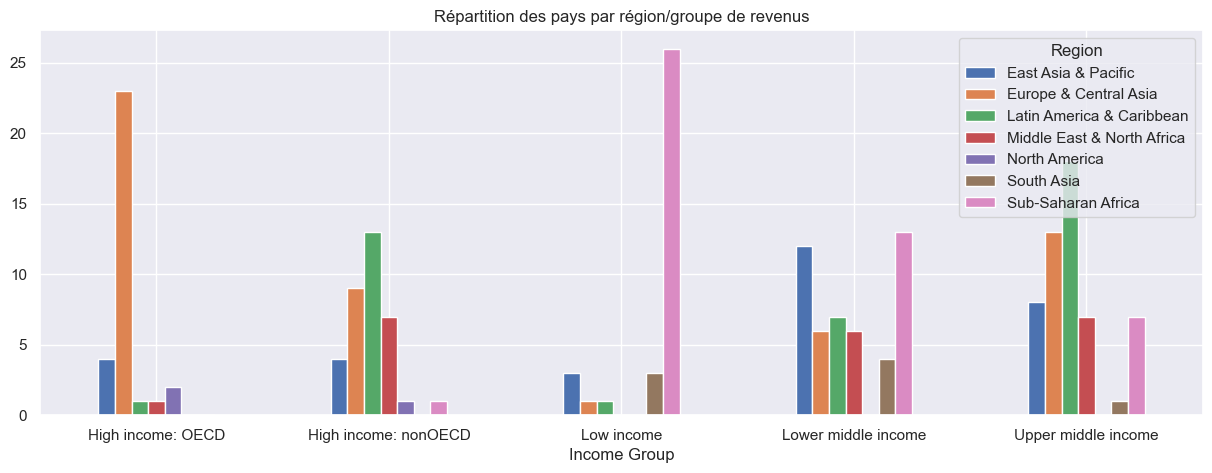 Répartition des pays par région/groupe de revenus
25
20
15
10
5
0
Region
East Asia & Pacific
Europe & Central Asia
Latin America & Caribbean
Middle East & North Africa
North America
South Asia
Sub-Saharan Africa
High income: OECD
High income: nonOECD
Low income
Lower middle income
Upper middle income
Income Group